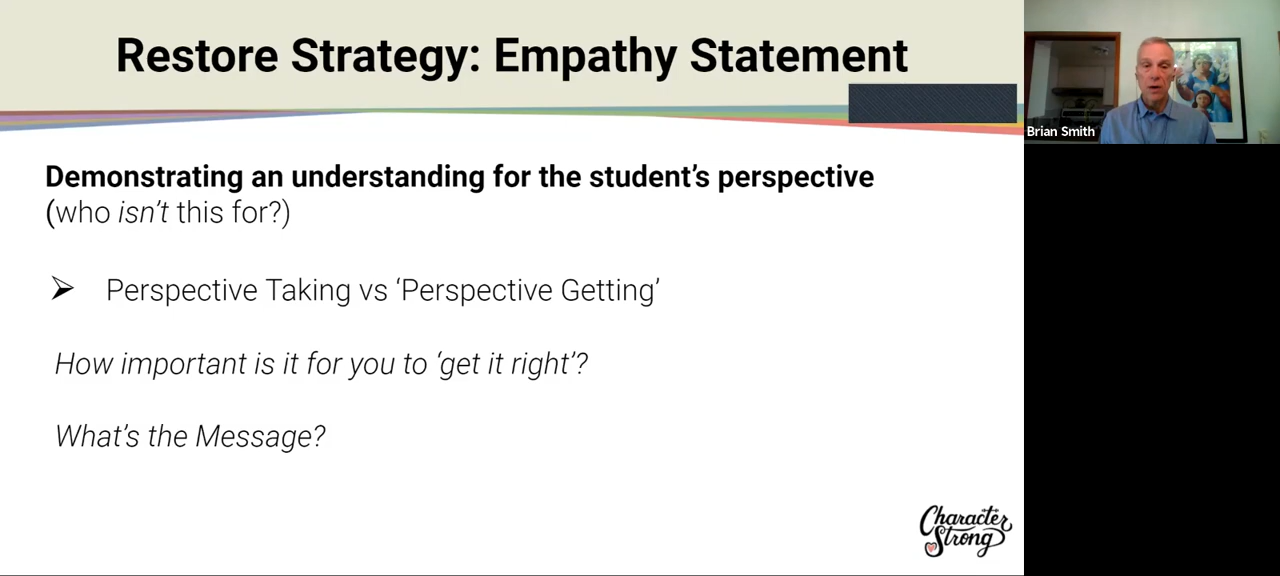 Restore Strategy: Empathy Statement
Brian Smith
Demonstrating an understanding for the student’s perspective
(who isn’t this for?)
➢ Perspective Taking vs ‘Perspective Getting’
How important is it for you to ‘get it right’?
What’s the Message?
Character
Strong